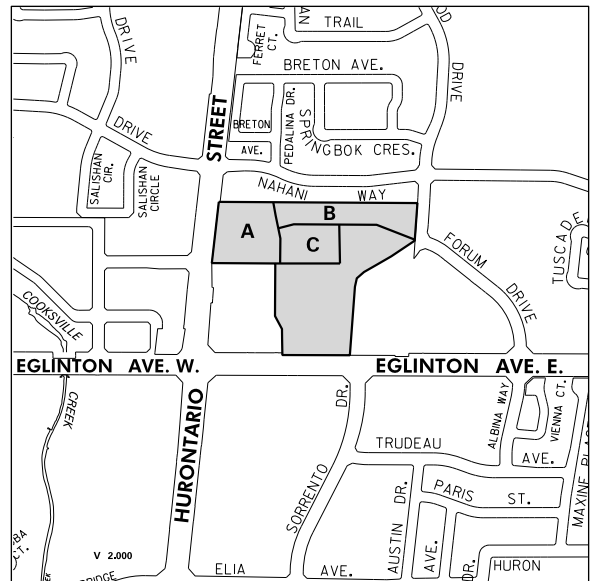 DRIVE
TRAIL
FERRET CT.
BRETON AVE.
DRIVE
STREET
BRETON AVE.
PEDALINA DR.
SPRINGBOK CRES.
DRIVE
SALISHAN CIR.
SALISHAN CIRCLE
NAHANI WAY
A
B
C
FORUM DRIVE
TUSCADE
COOKSVILLE
CREEK
EGLINTON AVE. W.
EGLINTON AVE. E.
HURONTARIO
DR.
SORRENTO
TRUDEAU
AVE.
ALBINA WAY
VIENNA CT.
MAXINE
PARIS ST.
AUSTIN DR.
AVE.
DR.
HURON
V 2.000
ELIA AVE.